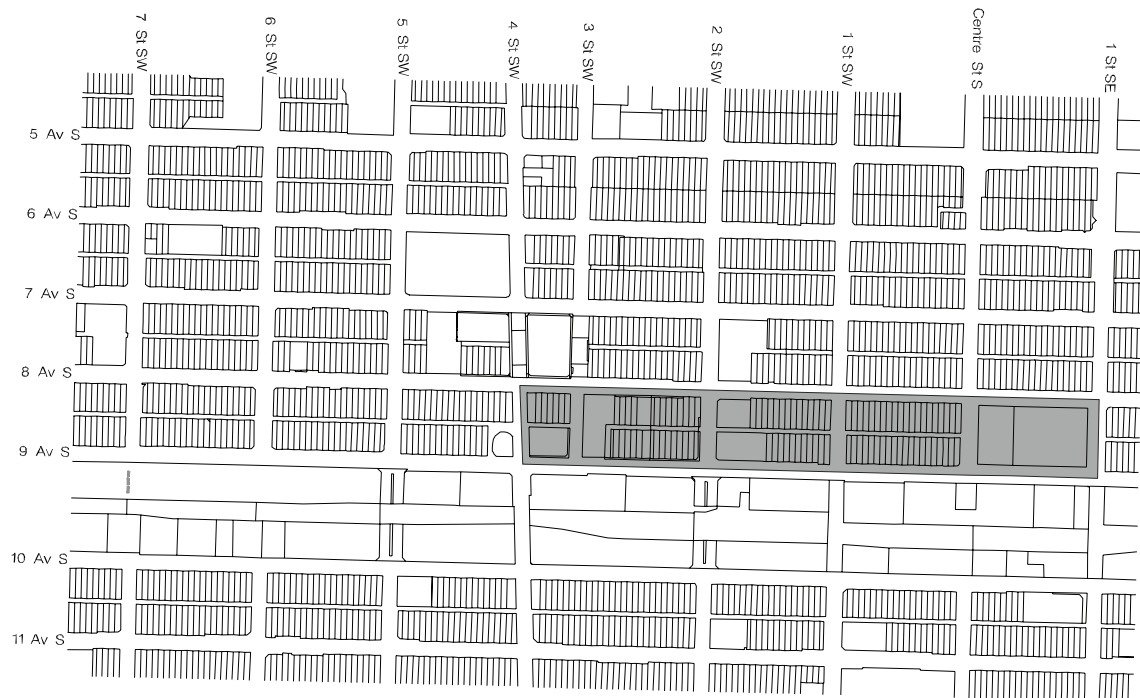 7 St SW
6 St SW
5 St SW
4 St SW
3 St SW
2 St SW
1 St SW
Centre St S
1 St SE
5 Av S
6 Av S
7 Av S
8 Av S
9 Av S
10 Av S
11 Av S